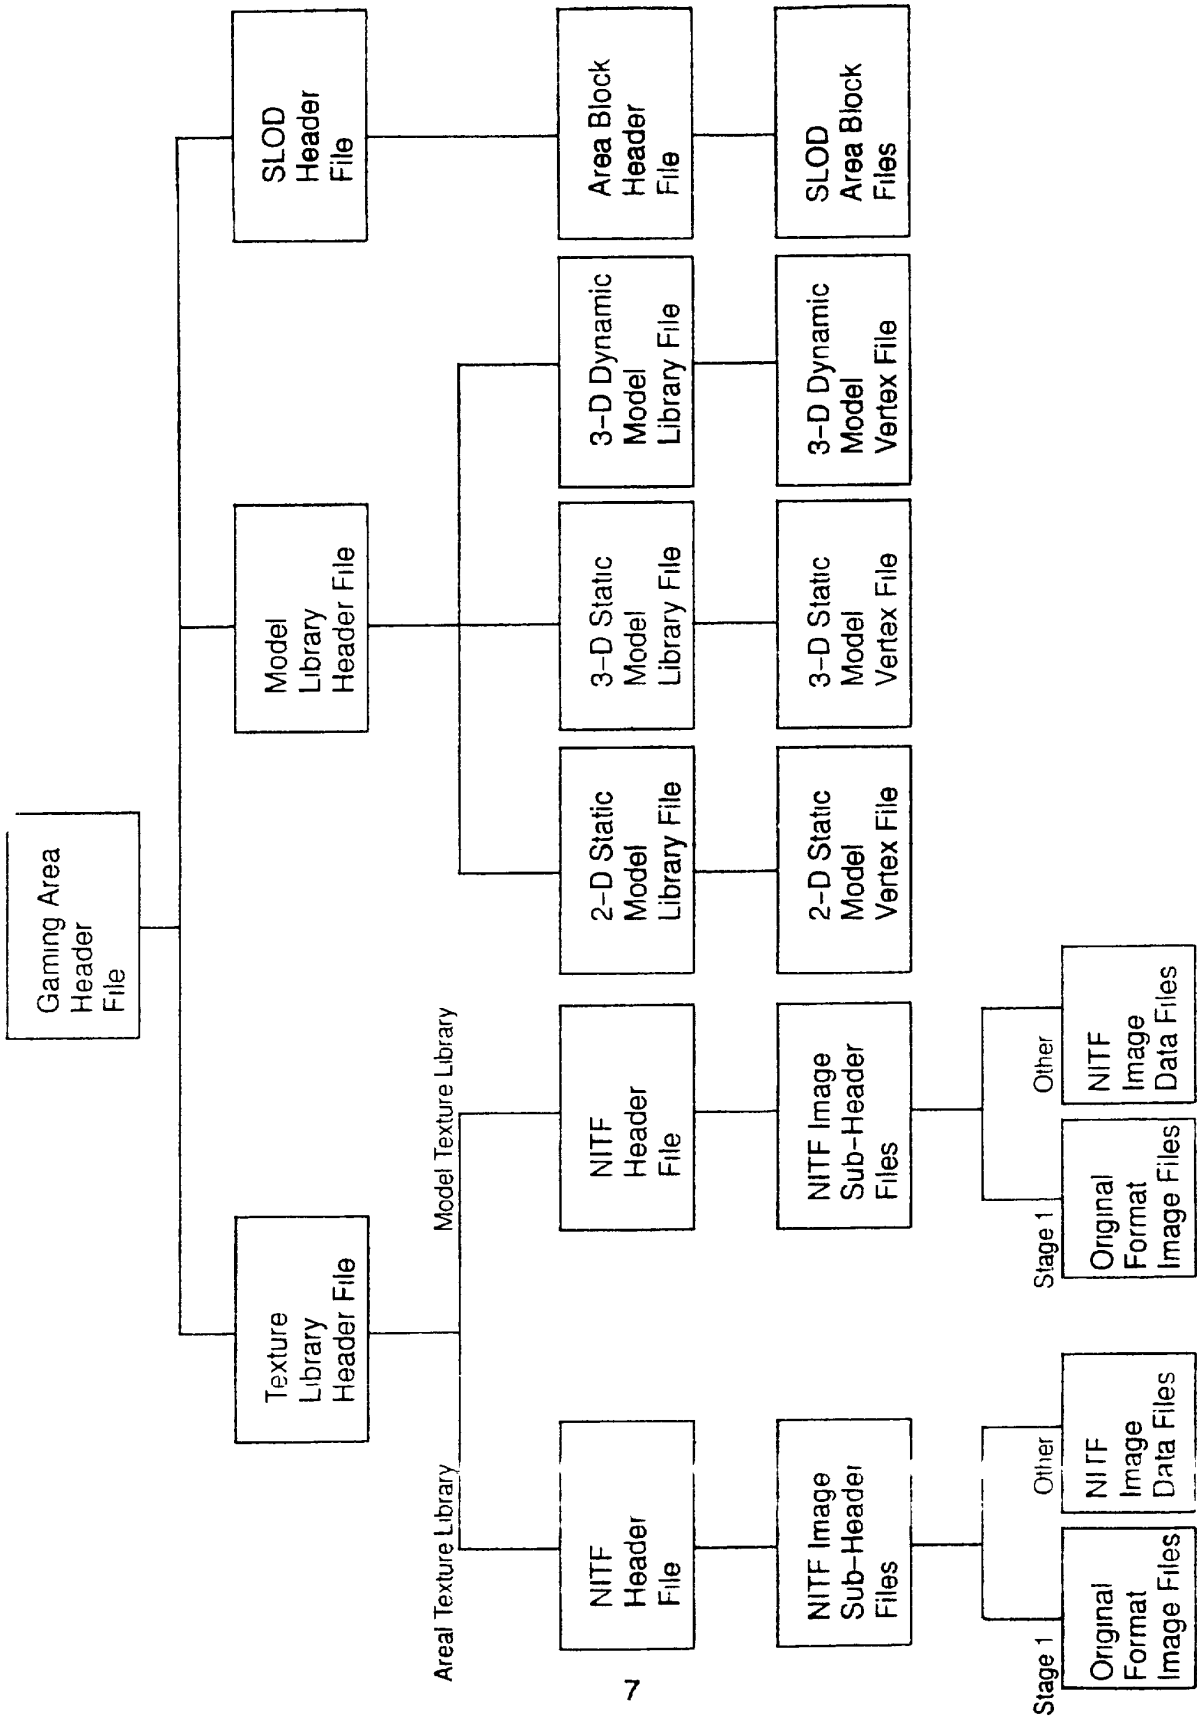 Gaming Area
Header
File
Texture
Library
Header File
Model
Library
Header File
SLOD
Header
File
Areal Texture Library
Model Texture Library
NITF
Header
File
NITF
Header
File
2-D Static
Model
Library File
3-D Static
Model
Library File
3-D Dynamic
Model
Library File
Area Block
Header
File
NITF Image
Sub-Header
Files
NITF Image
Sub-Header
Files
2-D Static
Model
Vertex File
3-D Static
Model
Vertex File
3-D Dynamic
Model
Vertex File
SLOD
Area Block
Files
Stage 1
Other
Stage 1
Other
Original
Format
Image Files
NITF
Image
Data Files
Original
Format
Image Files
NITF
Image
Data Files
7